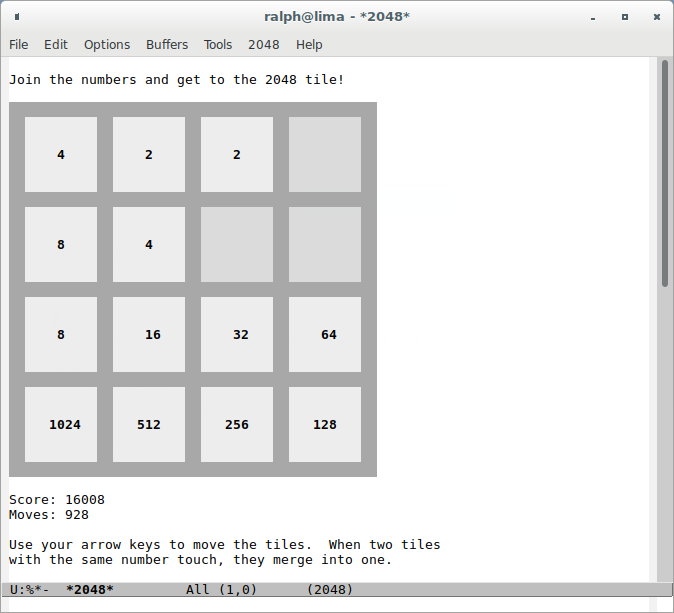 ralph@lima - *2048*
File Edit Options Buffers Tools 2048 Help
Join the numbers and get to the 2048 tile!
4 2 2
8 4
8 16 32 64
1024 512 256 128
Score: 16008
Moves: 928
Use your arrow keys to move the tiles.  When two tiles
with the same number touch, they merge into one.
U:%*-  *2048*         All (1,0)      (2048)